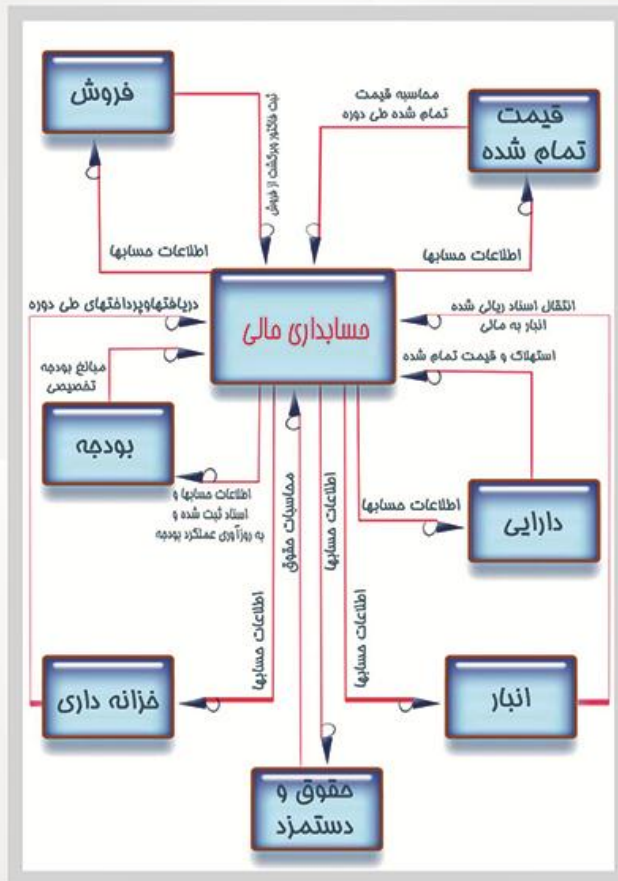 فروش
قیمت
تمام شده
محاسبه قیمت
تمام شده طی دوره
ثبت فاکتور وبرگشت از فروش
اطلاعات حسابها
اطلاعات حسابها
حسابداری مالی
دریافتهاوپرداختهای طی دوره
انتقال اسناد ریالی شده
انبار به مالی
مبالغ بودجه
تخصیصی
استهلاک و قیمت تمام شده
بودجه
دارایی
اطلاعات حسابها و
اسناد ثبت شده و
به روزآوری عملکرد بودجه
اطلاعات حسابها
محاسبات حقوق
اطلاعات حسابها
اطلاعات حسابها
اطلاعات حسابها
خزانه داری
انبار
حقوق و
دستمزد